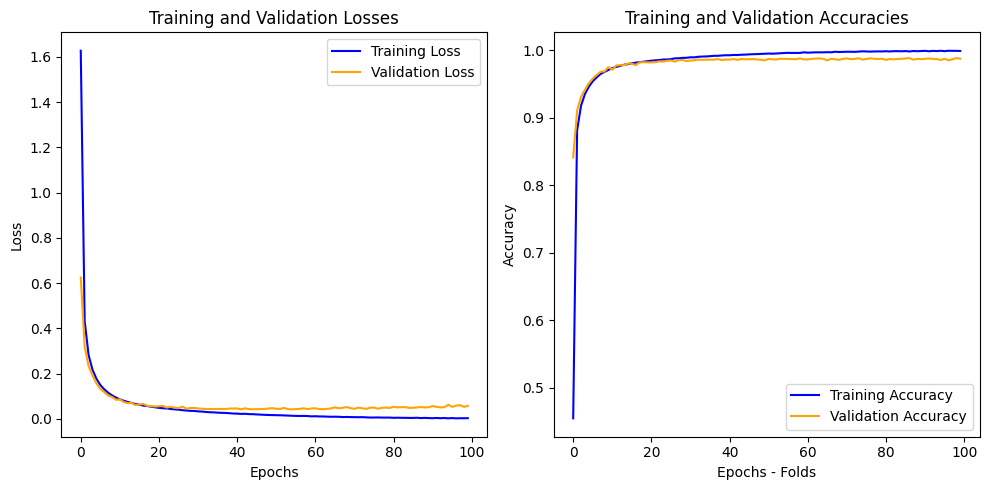 Training and Validation Losses
Training Loss
Validation Loss
1.6
1.4
1.2
1.0
0.8
0.6
0.4
0.2
0.0
Loss
0
20
40
60
80
100
Epochs
Training and Validation Accuracies
1.0
0.9
0.8
0.7
0.6
0.5
Accuracy
Training Accuracy
Validation Accuracy
0
20
40
60
80
100
Epochs - Folds